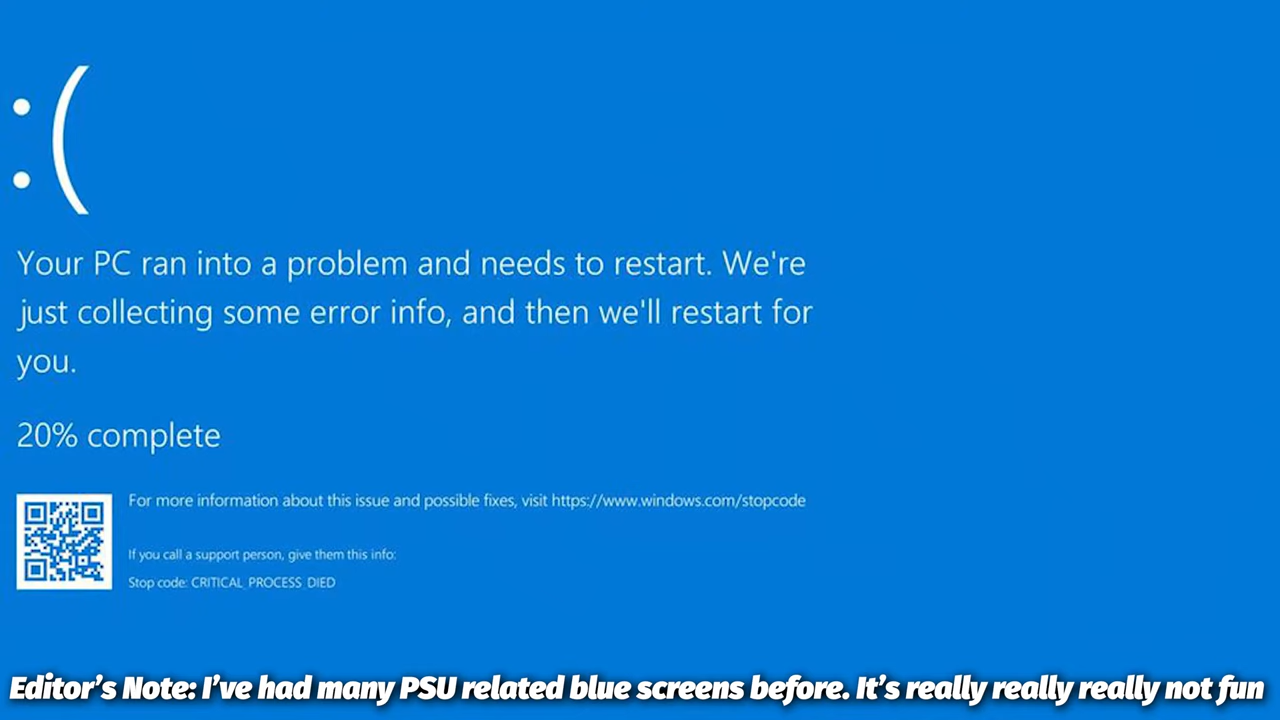 :(
Your PC ran into a problem and needs to restart. We're
just collecting some error info, and then we'll restart for
you.
20% complete
For more information about this issue and possible fixes, visit https://www.windows.com/stopcode
If you call a support person, give them this info:
Stop code: CRITICAL_PROCESS_DIED
Editor's Note: I've had many PSU related blue screens before. It's really really really not fun